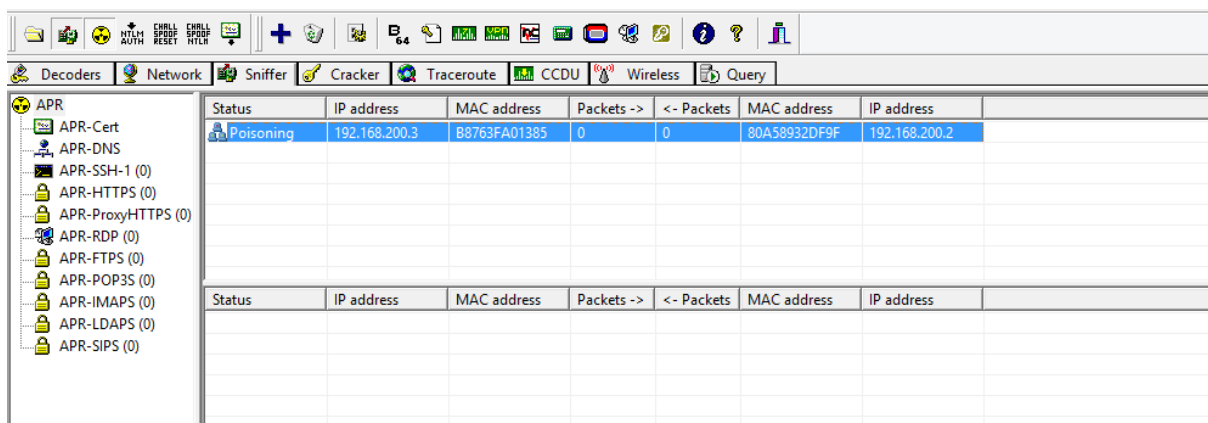 NTLM AUTH CHALL SPOOF RESET CHALL SPOOF NTLM B64
Decoders Network Sniffer Cracker Traceroute CCDU Wireless Query
APR
APR-Cert
APR-DNS
APR-SSH-1 (0)
APR-HTTPS (0)
APR-ProxyHTTPS (0)
APR-RDP (0)
APR-FTPS (0)
APR-POP3S (0)
APR-IMAPS (0)
APR-LDAPS (0)
APR-SIPS (0)
Status IP address MAC address Packets -> <- Packets MAC address IP address
Poisoning 192.168.200.3 B8763FA01385 0 0 80A58932DF9F 192.168.200.2
Status IP address MAC address Packets -> <- Packets MAC address IP address